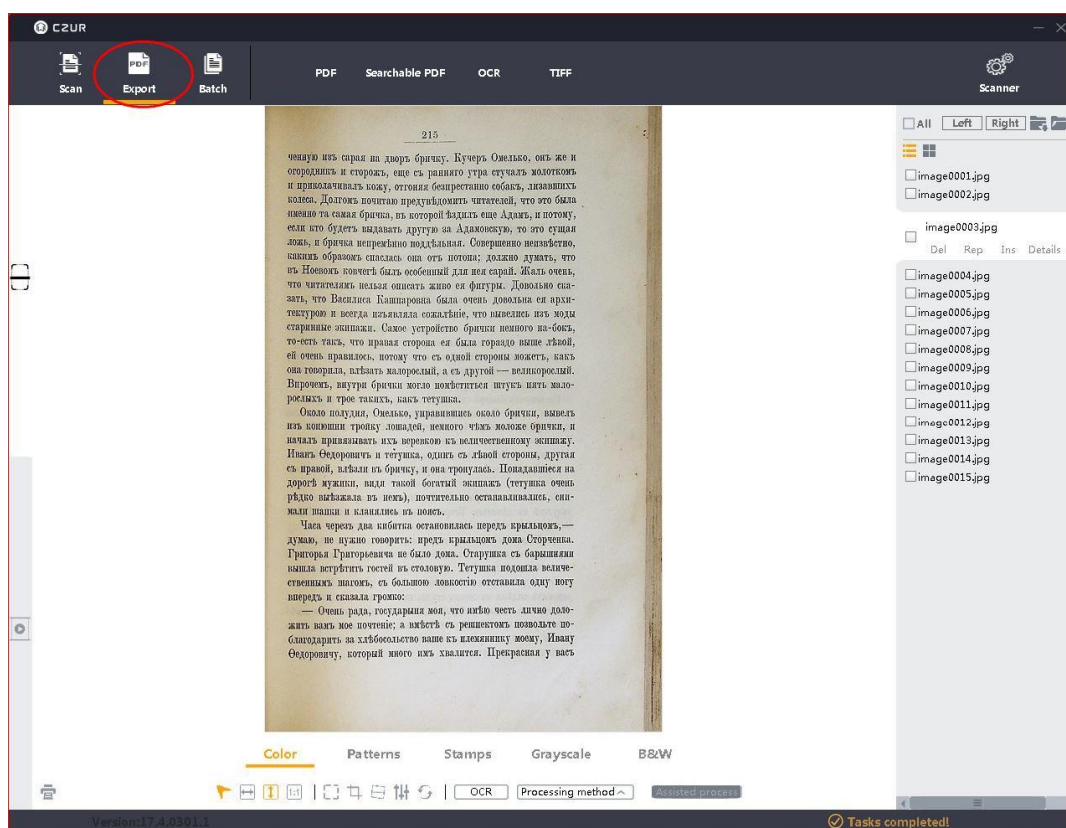 CZUR
Scan
Export
Batch
PDF
Searchable PDF
OCR
TIFF
Scanner
215
ченную изъ сарая на дворъ бричку. Кучеръ Омелько, онъ же и
огородникъ и сторожъ, еще съ ранняго утра стучалъ молоткомъ
и приколачивалъ кожу, отгоняя безпрестанно собакъ, лизавшихъ
колеса. Долгомъ почитаю предувѣдомить читателей, что это была
именно та самая бричка, въ которой ѣздилъ еще Адамъ, и потому,
если кто будетъ выдавать другую за Адамовскую, то это сущая
ложь, и бричка непремѣнно поддѣльная. Совершенно неизвѣстно,
какимъ образомъ спаслась она отъ потопа; должно думать, что
въ Ноевомъ ковчегѣ былъ особенный для нея сарай. Жаль очень,
что читателямъ нельзя описать живо ея фигуры. Довольно ска-
зать, что Василиса Кашпаровна была очень довольна ея архи-
тектурою и всегда изъявляла сожалѣніе, что вывелись изъ моды
старинные экипажи. Самое устройство брички немного на-бокъ,
то-есть такъ, что правая сторона ея была гораздо выше лѣвой,
ей очень нравилось, потому что съ одной стороны можетъ, какъ
она говорила, влѣзать малорослый, а съ другой — великорослый.
Впрочемъ, внутри брички могло помѣститься штукъ пять мало-
рослыхъ и трое такихъ, какъ тетушка.
Около полудня, Омелько, управившись около брички, вывелъ
изъ конюшни тройку лошадей, немного чѣмъ моложе брички, и
началъ привязывать ихъ веревкою къ величественному экипажу.
Иванъ Ѳедоровичъ и тетушка, одинъ съ лѣвой стороны, другая
съ правой, влѣзли въ бричку, и она тронулась. Попадавшіеся на
дорогѣ мужики, видя такой богатый экипажъ (тетушка очень
рѣдко выѣзжала въ немъ), почтительно останавливались, сни-
мали шапки и кланялись въ поясъ.
Часа черезъ два кибитка остановилась передъ крыльцомъ,—
думаю, не нужно говорить: предъ крыльцомъ дома Сторченка.
Григорья Григорьевича не было дома. Старушка съ барышнями
вышла встрѣтить гостей въ столовую. Тетушка подошла величе-
ственнымъ шагомъ, съ большою ловкостію отставила одну ногу
впередъ и сказала громко:
— Очень рада, государыня моя, что имѣю честь лично доло-
жить вамъ мое почтеніе; а вмѣстѣ съ решпектомъ позвольте по-
благодарить за хлѣбосольство ваше къ племяннику моему, Ивану
Ѳедоровичу, который много имъ хвалится. Прекрасная у васъ
All Left Right
image0001.jpg
image0002.jpg
image0003.jpg
Del Rep Ins Details
image0004.jpg
image0005.jpg
image0006.jpg
image0007.jpg
image0008.jpg
image0009.jpg
image0010.jpg
image0011.jpg
image0012.jpg
image0013.jpg
image0014.jpg
image0015.jpg
Color Patterns Stamps Grayscale B&W
1:1 OCR Processing method Assisted process
Version:17.4.0301.1
Tasks completed!